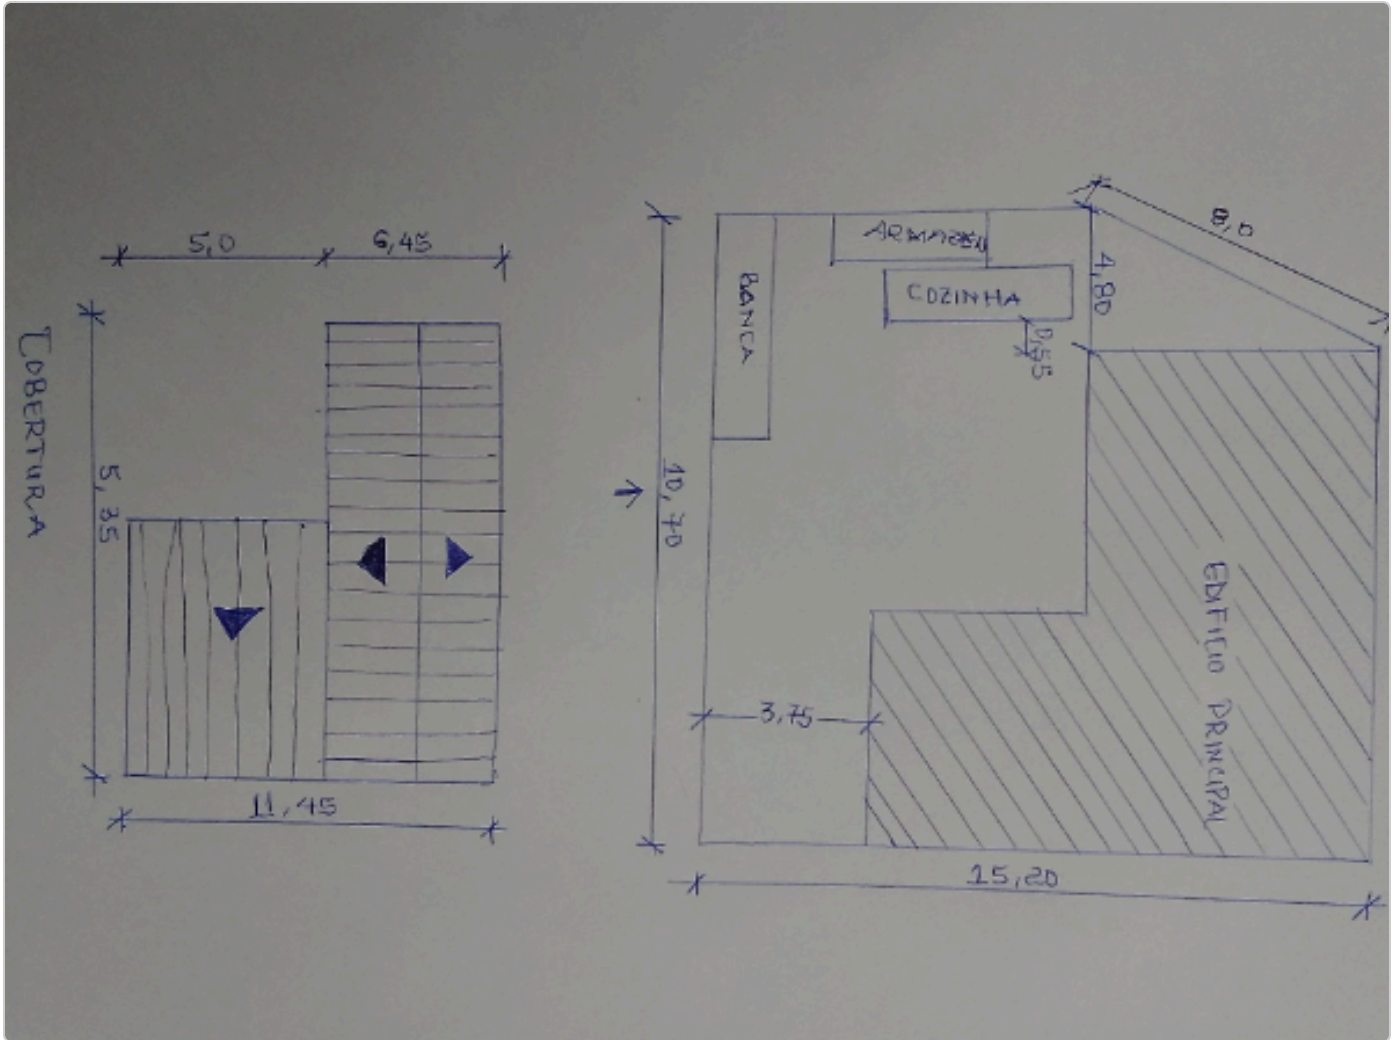 COBERTURA
5,0
6,45
5,35
11,45
8,0
ARMAZEM
BANCA
COZINHA
4,80
0,55
10,70
3,75
EDIFICIO PRINCIPAL
15,20